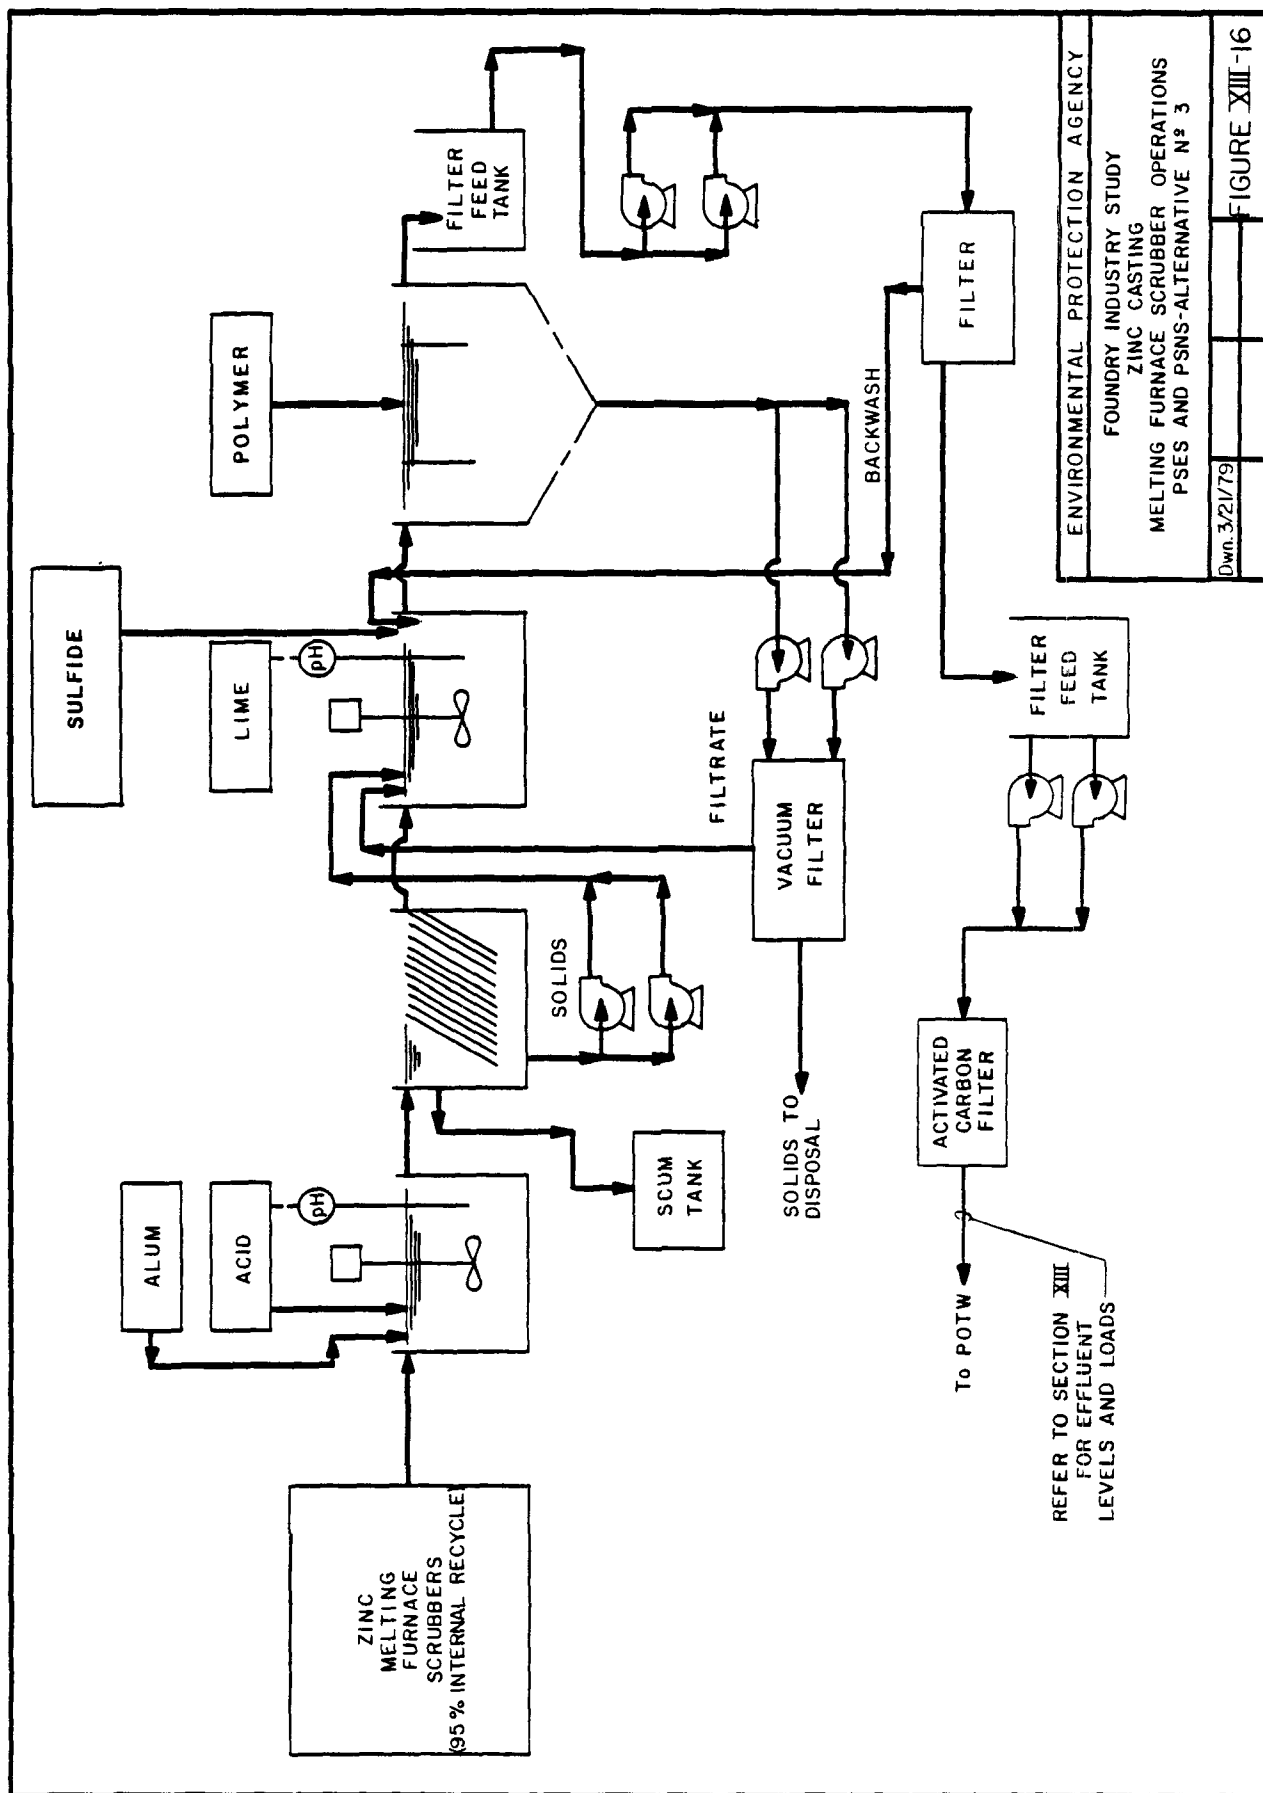 SULFIDE
POLYMER
LIME
pH
ALUM
ACID
pH
ZINC
MELTING
FURNACE
SCRUBBERS
(95% INTERNAL RECYCLE)
SCUM
TANK
SOLIDS
FILTRATE
VACUUM
FILTER
SOLIDS TO
DISPOSAL
FILTER
FEED
TANK
BACKWASH
FILTER
FILTER
FEED
TANK
ACTIVATED
CARBON
FILTER
To POTW
REFER TO SECTION XIII
FOR EFFLUENT
LEVELS AND LOADS
ENVIRONMENTAL PROTECTION AGENCY
FOUNDRY INDUSTRY STUDY
ZINC CASTING
MELTING FURNACE SCRUBBER OPERATIONS
PSES AND PSNS-ALTERNATIVE Nº 3
Dwn. 3/21/79
FIGURE XIII-16